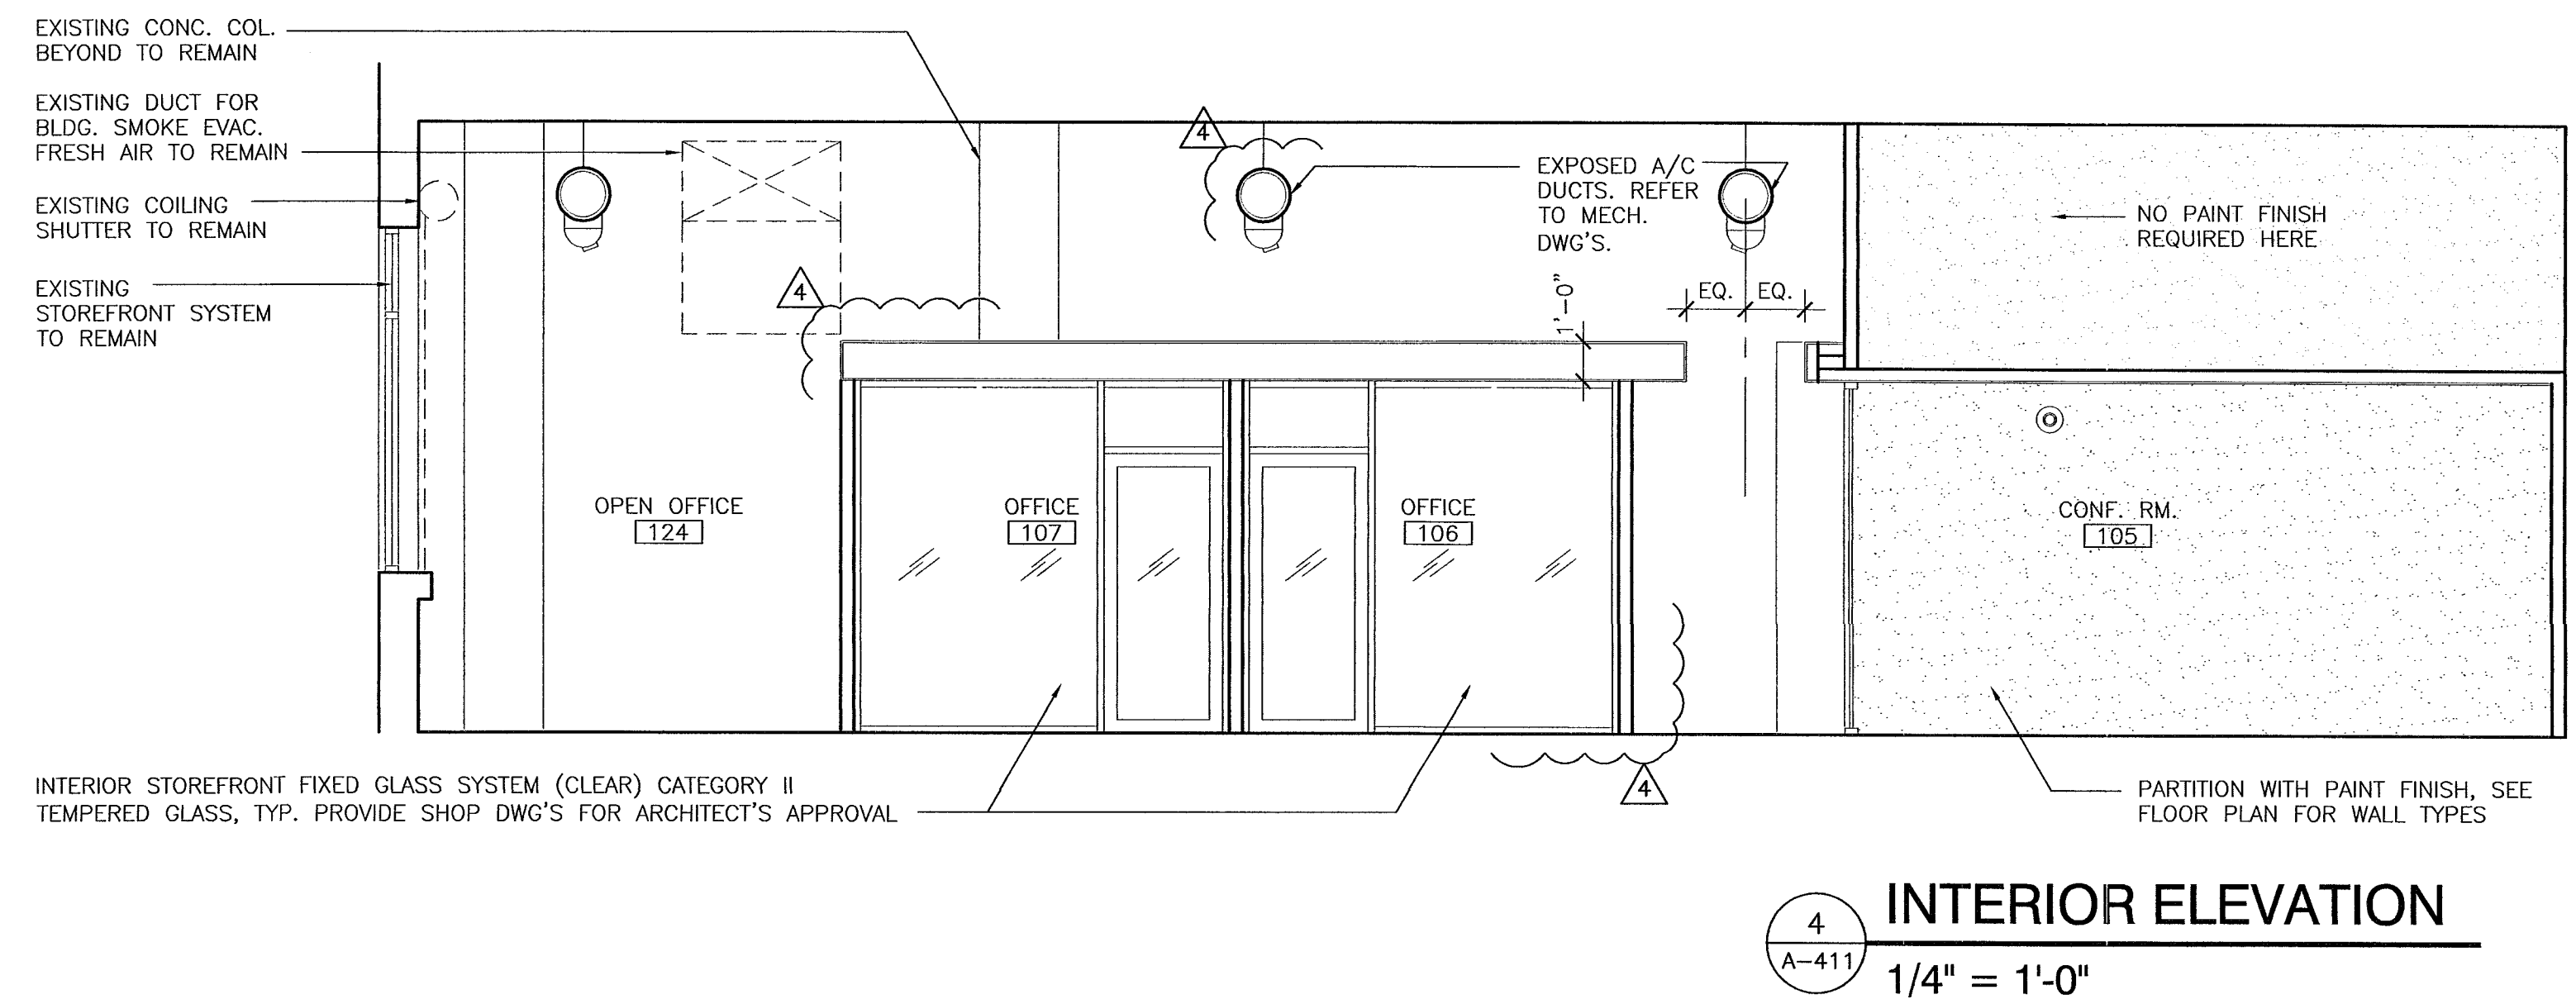 EXISTING CONC. COL.
BEYOND TO REMAIN
EXISTING DUCT FOR
BLDG. SMOKE EVAC.
FRESH AIR TO REMAIN
EXISTING COILING
SHUTTER TO REMAIN
EXISTING
STOREFRONT SYSTEM
TO REMAIN
4
4
EXPOSED A/C
DUCTS. REFER
TO MECH.
DWG'S.
1'-0"
EQ.
EQ.
NO PAINT FINISH
REQUIRED HERE
OPEN OFFICE
124
OFFICE
107
OFFICE
106
CONF. RM.
105
INTERIOR STOREFRONT FIXED GLASS SYSTEM (CLEAR) CATEGORY II
TEMPERED GLASS, TYP. PROVIDE SHOP DWG'S FOR ARCHITECT'S APPROVAL
4
PARTITION WITH PAINT FINISH, SEE
FLOOR PLAN FOR WALL TYPES
4
A-411
INTERIOR ELEVATION
1/4" = 1'-0"